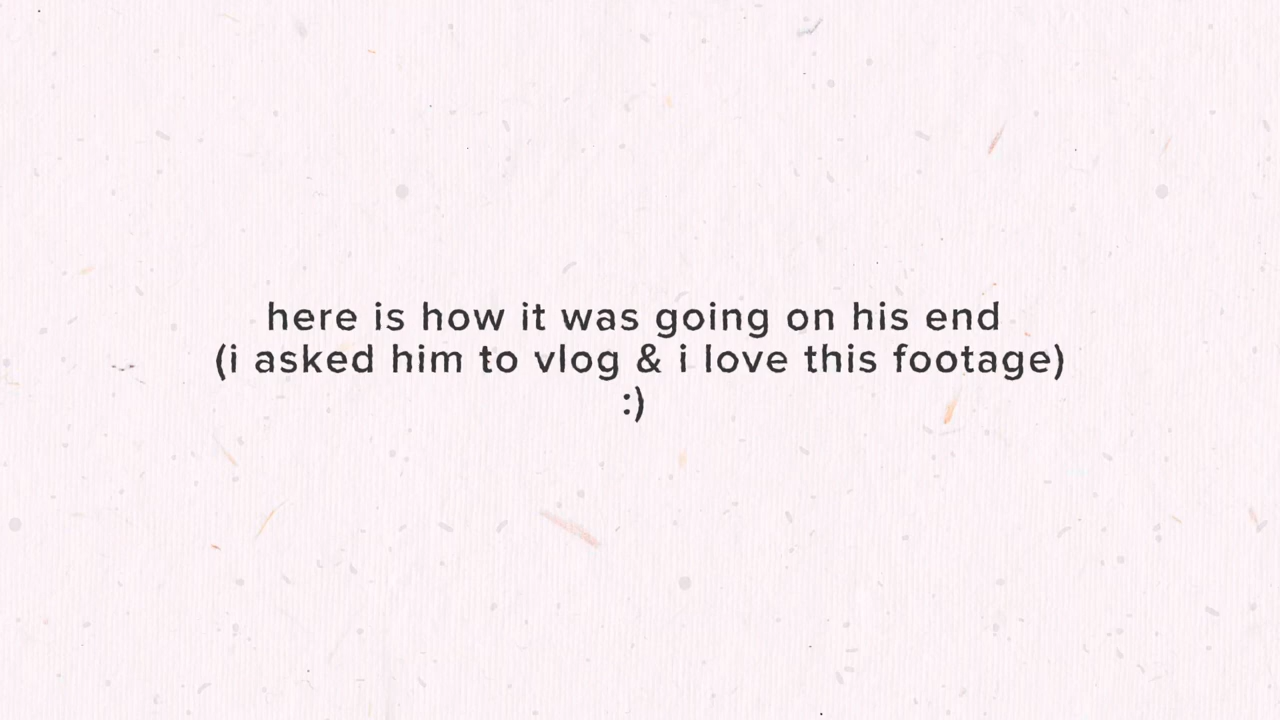 here is how it was going on his end
(i asked him to vlog & i love this footage)
:)